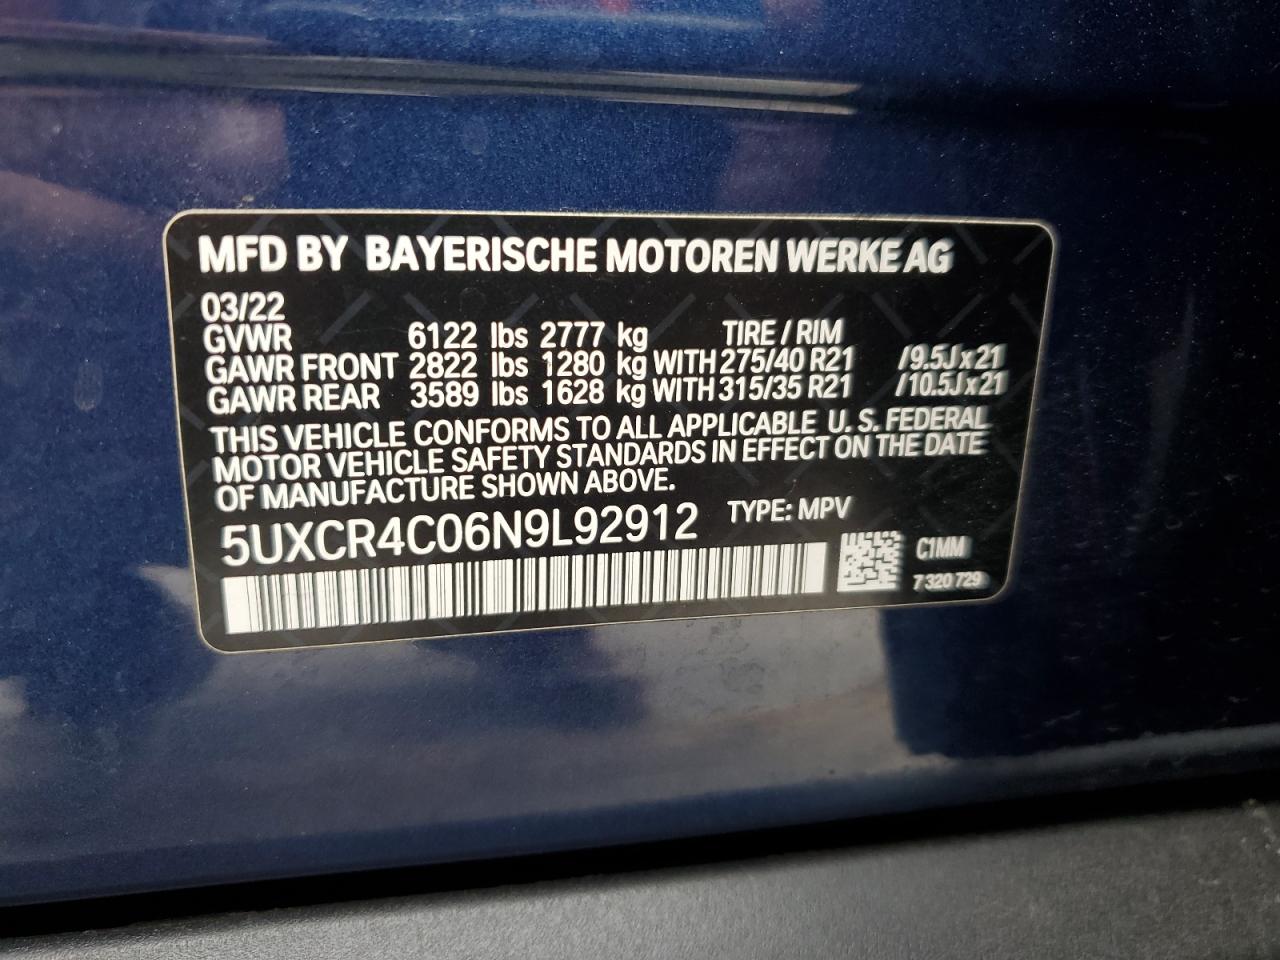 MFD BY BAYERISCHE MOTOREN WERKE AG
03/22
GVWR 6122 lbs 2777 kg TIRE / RIM
GAWR FRONT 2822 lbs 1280 kg WITH 275/40 R21 /9.5J x 21
GAWR REAR 3589 lbs 1628 kg WITH 315/35 R21 /10.5J x 21
THIS VEHICLE CONFORMS TO ALL APPLICABLE U. S. FEDERAL
MOTOR VEHICLE SAFETY STANDARDS IN EFFECT ON THE DATE
OF MANUFACTURE SHOWN ABOVE.
5UXCR4C06N9L92912 TYPE: MPV
C1MM
7 320 729